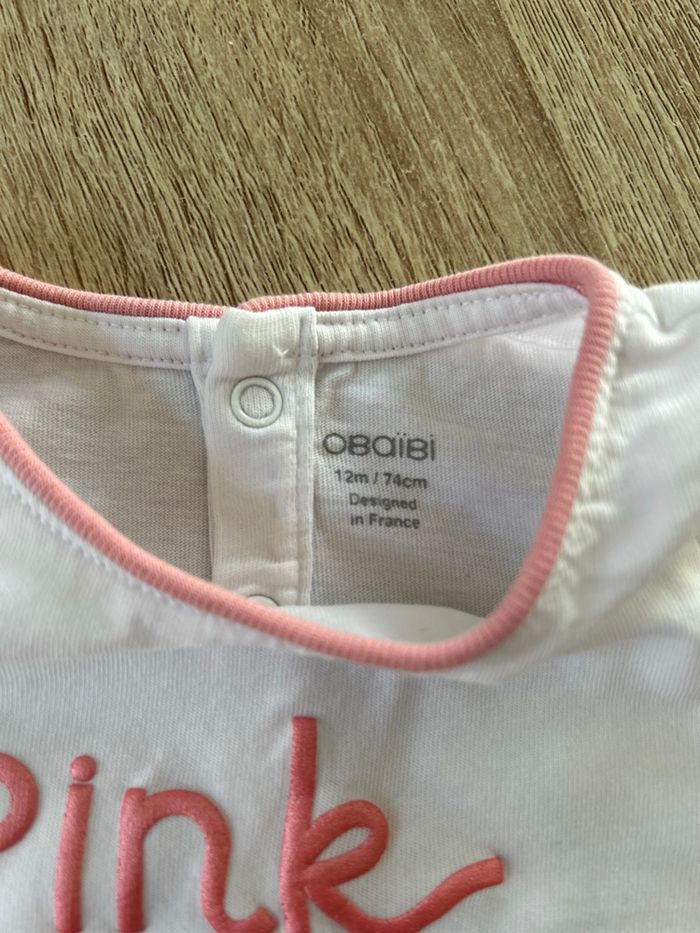 OBaïBi
12m / 74cm
Designed
in France
Pink